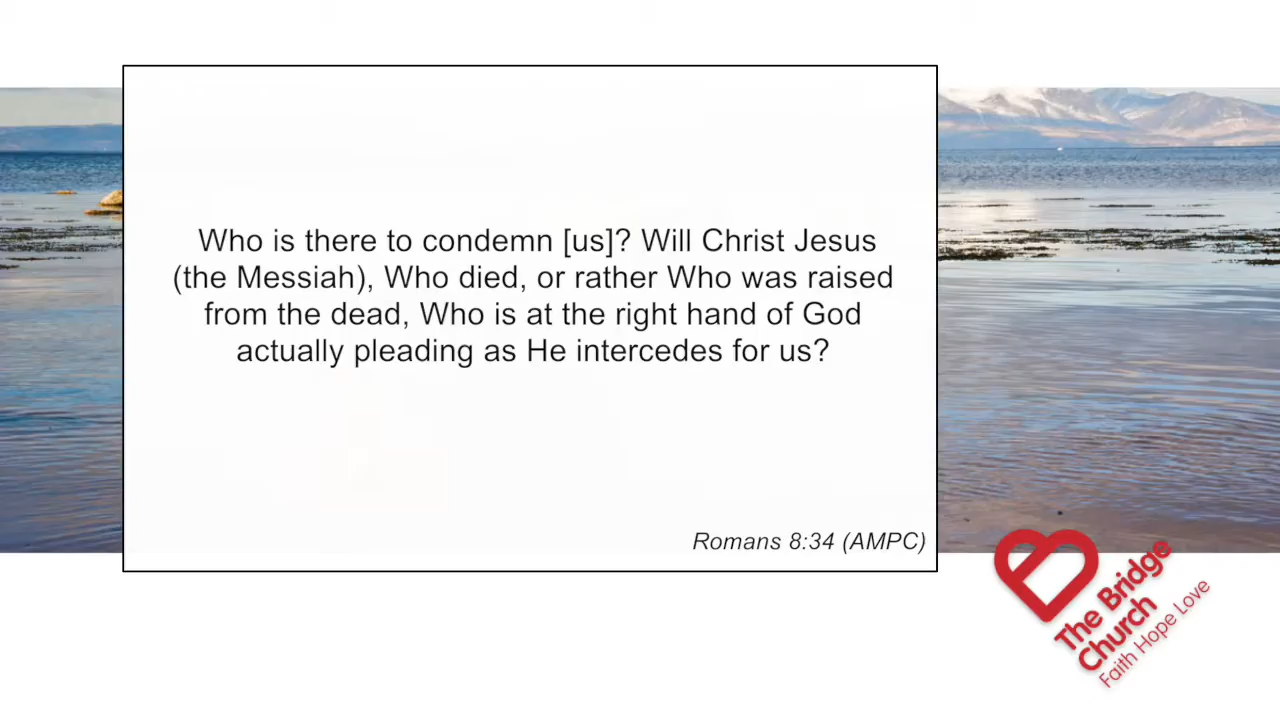 Who is there to condemn [us]? Will Christ Jesus
(the Messiah), Who died, or rather Who was raised
from the dead, Who is at the right hand of God
actually pleading as He intercedes for us?
Romans 8:34 (AMPC)
The Bridge
Church
Faith Hope Love